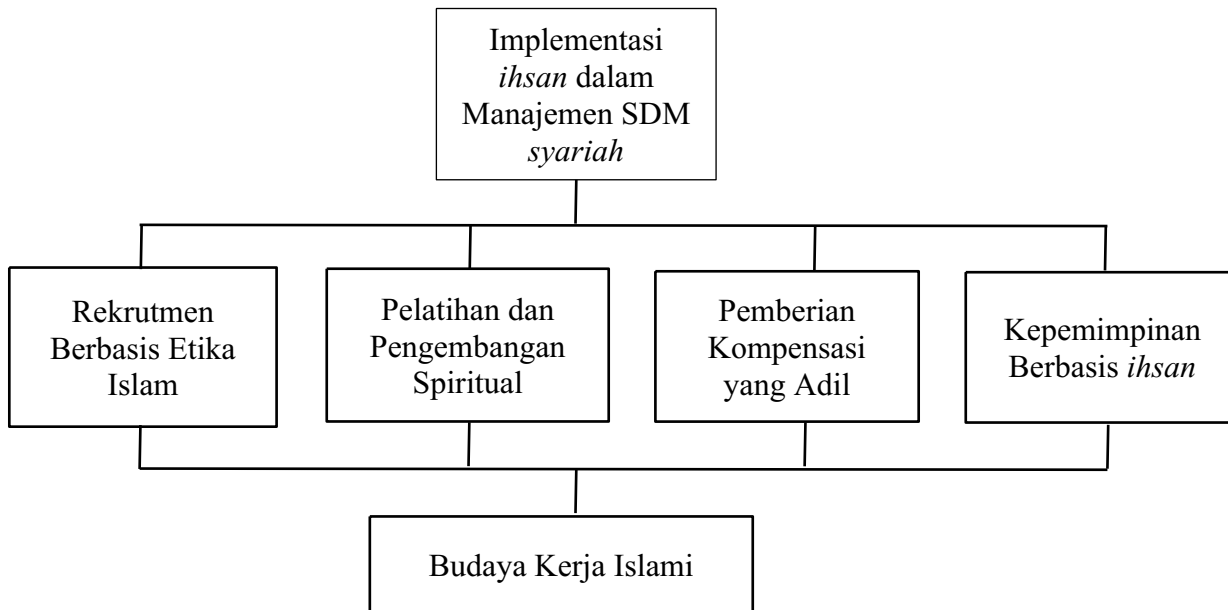 Implementasi
ihsan dalam
Manajemen SDM
syariah
Rekrutmen
Berbasis Etika
Islam
Pelatihan dan
Pengembangan
Spiritual
Pemberian
Kompensasi
yang Adil
Kepemimpinan
Berbasis ihsan
Budaya Kerja Islami